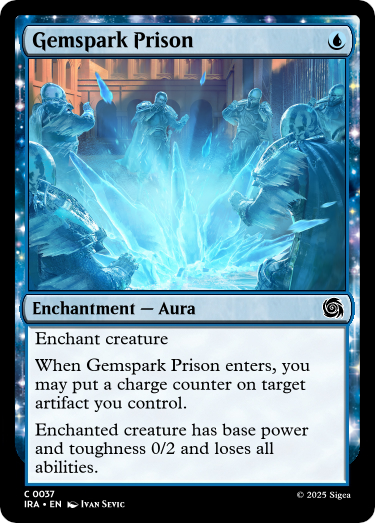 Gemspark Prison
Enchantment — Aura
Enchant creature
When Gemspark Prison enters, you
may put a charge counter on target
artifact you control.
Enchanted creature has base power
and toughness 0/2 and loses all
abilities.
C 0037
IRA • EN Ivan Sevic
© 2025 Sigea